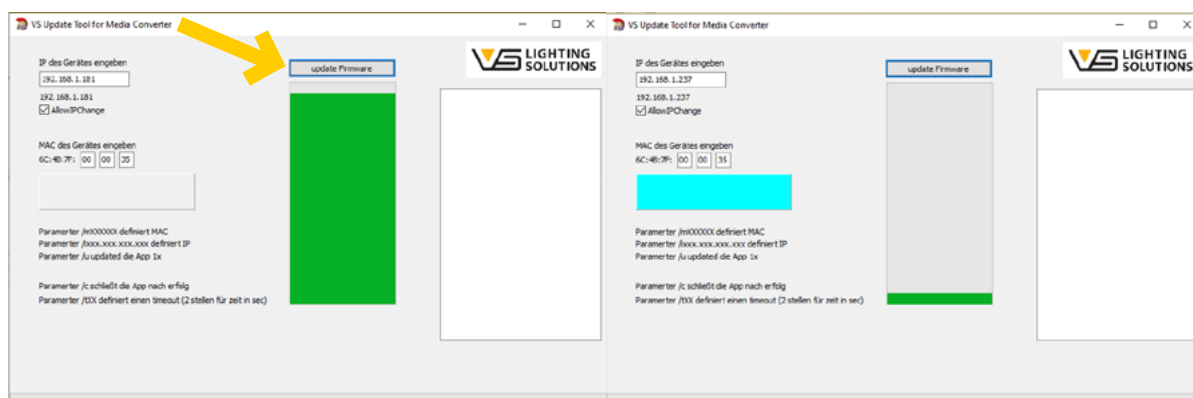 VS Update Tool for Media Converter
IP des Gerätes eingeben
192.168.1.181
192.168.1.181
AllowIPChange
MAC des Gerätes eingeben
6C:4B:7F: 00 00 35
Paramerter /mXXXXXX definiert MAC
Paramerter /ixxx.xxx.xxx.xxx definiert IP
Paramerter /u updated die App 1x
Paramerter /c schließt die App nach erfolg
Paramerter /tXX definiert einen timeout (2 stellen für zeit in sec)
update Firmware
VS LIGHTING
SOLUTIONS
VS Update Tool for Media Converter
IP des Gerätes eingeben
192.168.1.237
192.168.1.237
AllowIPChange
MAC des Gerätes eingeben
6C:4B:7F: 00 00 35
Paramerter /mXXXXXX definiert MAC
Paramerter /ixxx.xxx.xxx.xxx definiert IP
Paramerter /u updated die App 1x
Paramerter /c schließt die App nach erfolg
Paramerter /tXX definiert einen timeout (2 stellen für zeit in sec)
update Firmware
VS LIGHTING
SOLUTIONS